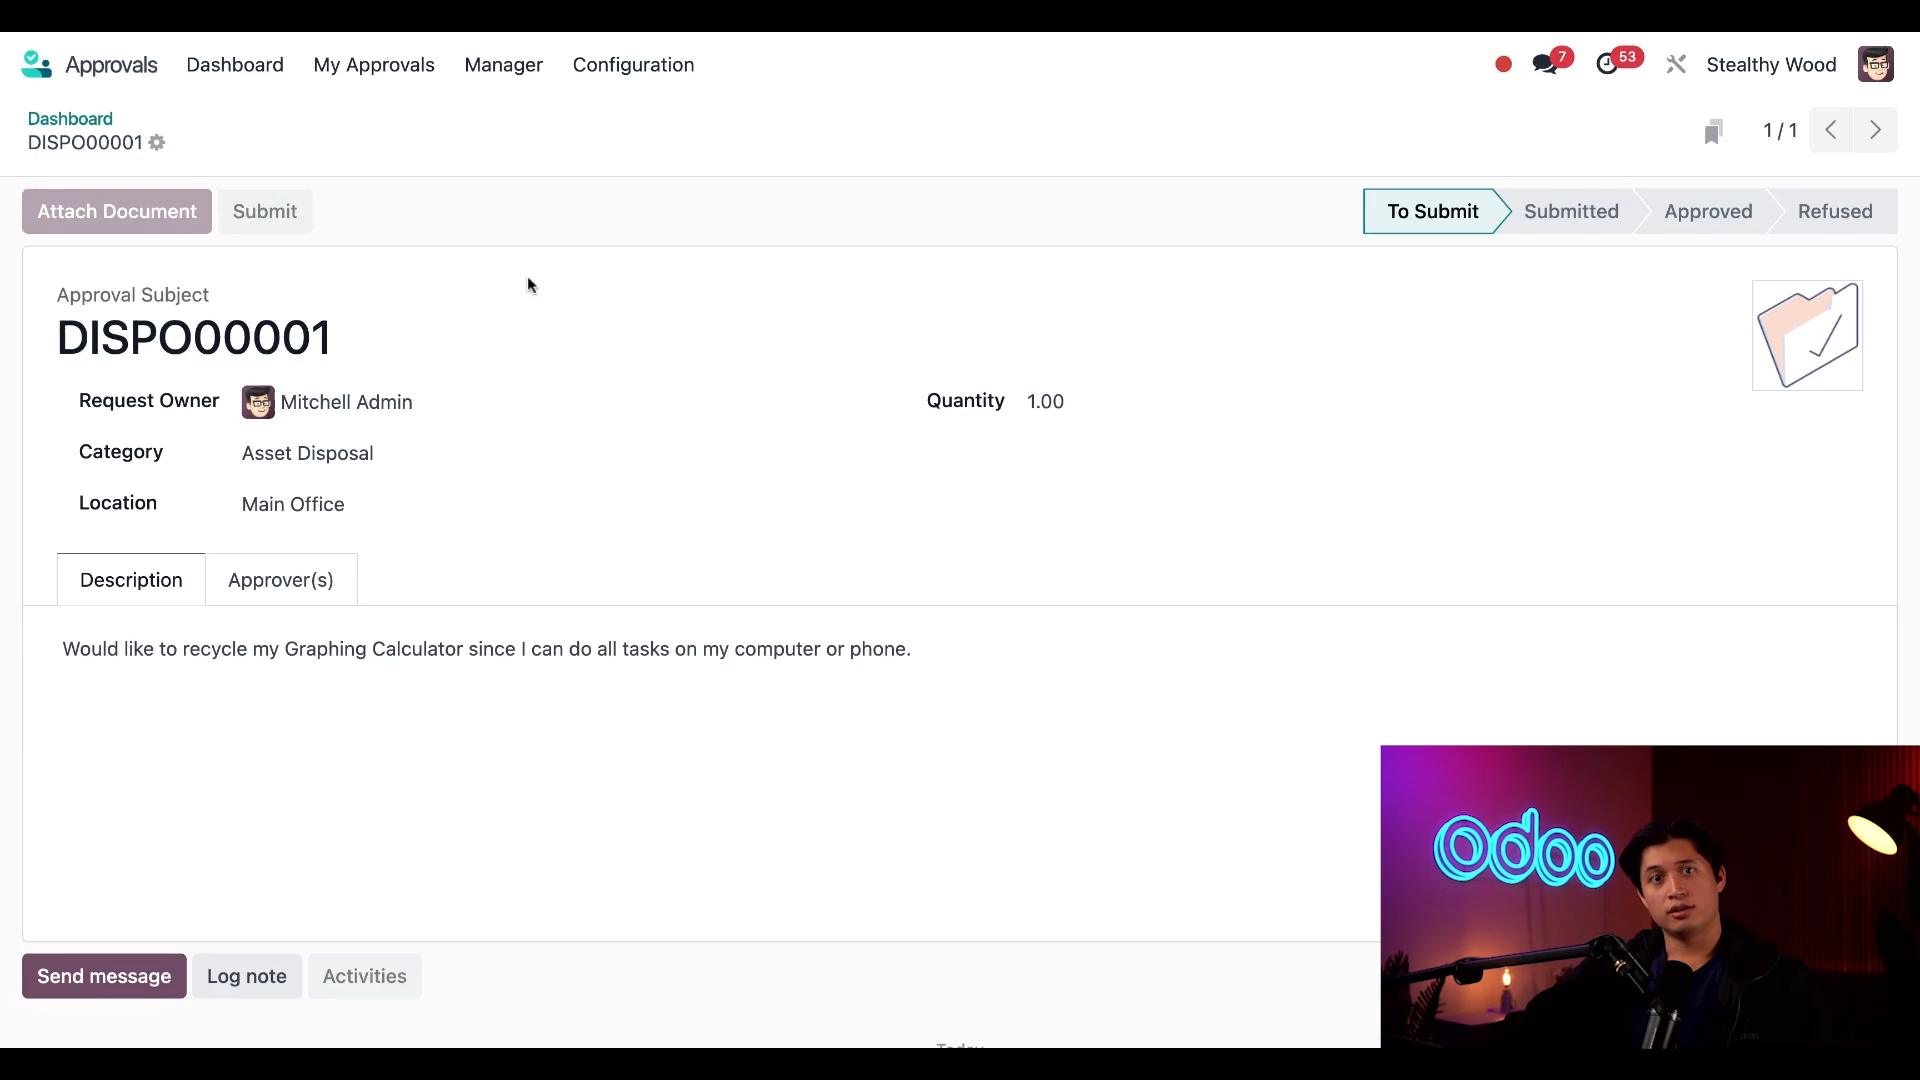 Approvals Dashboard My Approvals Manager Configuration 7 53 Stealthy Wood
Dashboard
DISPO00001
1 / 1
Attach Document Submit To Submit Submitted Approved Refused
Approval Subject
DISPO00001
Request Owner Mitchell Admin Quantity 1.00
Category Asset Disposal
Location Main Office
Description Approver(s)
Would like to recycle my Graphing Calculator since I can do all tasks on my computer or phone.
odoo
Send message Log note Activities